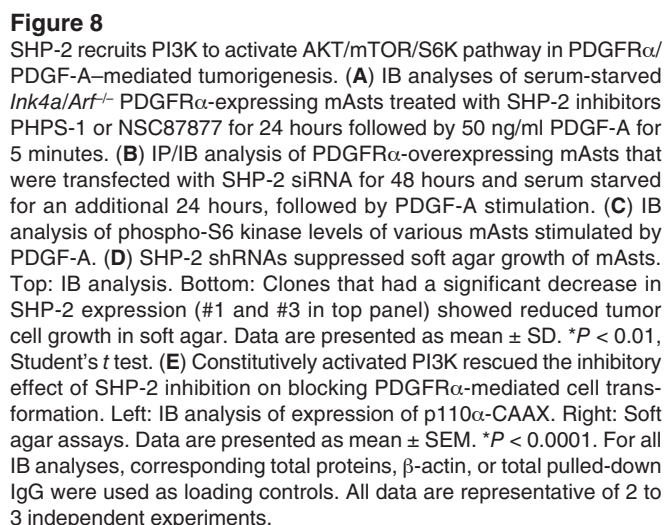 Figure 8
SHP-2 recruits PI3K to activate AKT/mTOR/S6K pathway in PDGFRα/
PDGF-A–mediated tumorigenesis. (A) IB analyses of serum-starved
Ink4a/Arf–/– PDGFRα-expressing mAsts treated with SHP-2 inhibitors
PHPS-1 or NSC87877 for 24 hours followed by 50 ng/ml PDGF-A for
5 minutes. (B) IP/IB analysis of PDGFRα-overexpressing mAsts that
were transfected with SHP-2 siRNA for 48 hours and serum starved
for an additional 24 hours, followed by PDGF-A stimulation. (C) IB
analysis of phospho-S6 kinase levels of various mAsts stimulated by
PDGF-A. (D) SHP-2 shRNAs suppressed soft agar growth of mAsts.
Top: IB analysis. Bottom: Clones that had a significant decrease in
SHP-2 expression (#1 and #3 in top panel) showed reduced tumor
cell growth in soft agar. Data are presented as mean ± SD. *P < 0.01,
Student's t test. (E) Constitutively activated PI3K rescued the inhibitory
effect of SHP-2 inhibition on blocking PDGFRα-mediated cell trans-
formation. Left: IB analysis of expression of p110α-CAAX. Right: Soft
agar assays. Data are presented as mean ± SEM. *P < 0.0001. For all
IB analyses, corresponding total proteins, β-actin, or total pulled-down
IgG were used as loading controls. All data are representative of 2 to
3 independent experiments.